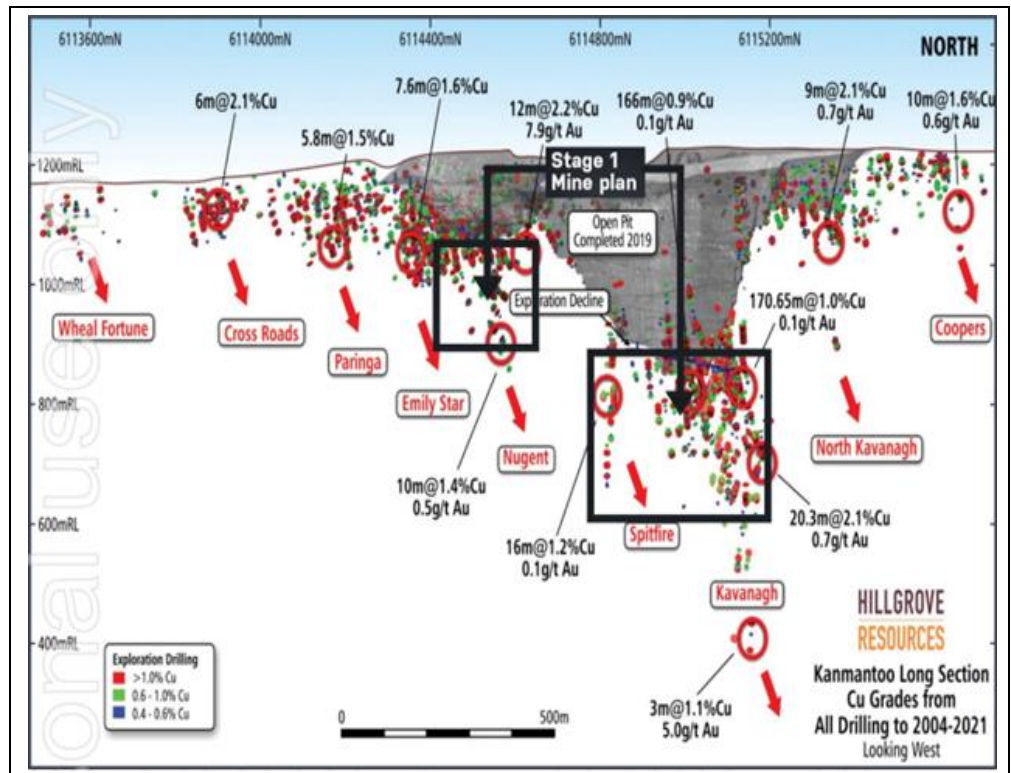 6113600mN
6114000mN
6114400mN
6114800mN
6115200mN
NORTH
6m@2.1%Cu
5.8m@1.5%Cu
7.6m@1.6%Cu
12m@2.2%Cu
7.9g/t Au
166m@0.9%Cu
0.1g/t Au
9m@2.1%Cu
0.7g/t Au
10m@1.6%Cu
0.6g/t Au
1200mRL
1600mRL
800mRL
600mRL
400mRL
Stage 1
Mine plan
Open Pit
Completed 2019
Exploration Decline
170.65m@1.0%Cu
0.1g/t Au
Wheal Fortune
Cross Roads
Paringa
Emily Star
Nugent
Coopers
North Kavanagh
10m@1.4%Cu
0.5g/t Au
16m@1.2%Cu
0.1g/t Au
Spitfire
20.3m@2.1%Cu
0.7g/t Au
Kavanagh
3m@1.1%Cu
5.0g/t Au
Exploration Drilling
>1.0% Cu
0.6 - 1.0% Cu
0.4 - 0.6% Cu
0
500m
HILLGROVE
RESOURCES
Kanmantoo Long Section
Cu Grades from
All Drilling to 2004-2021
Looking West
onal use only